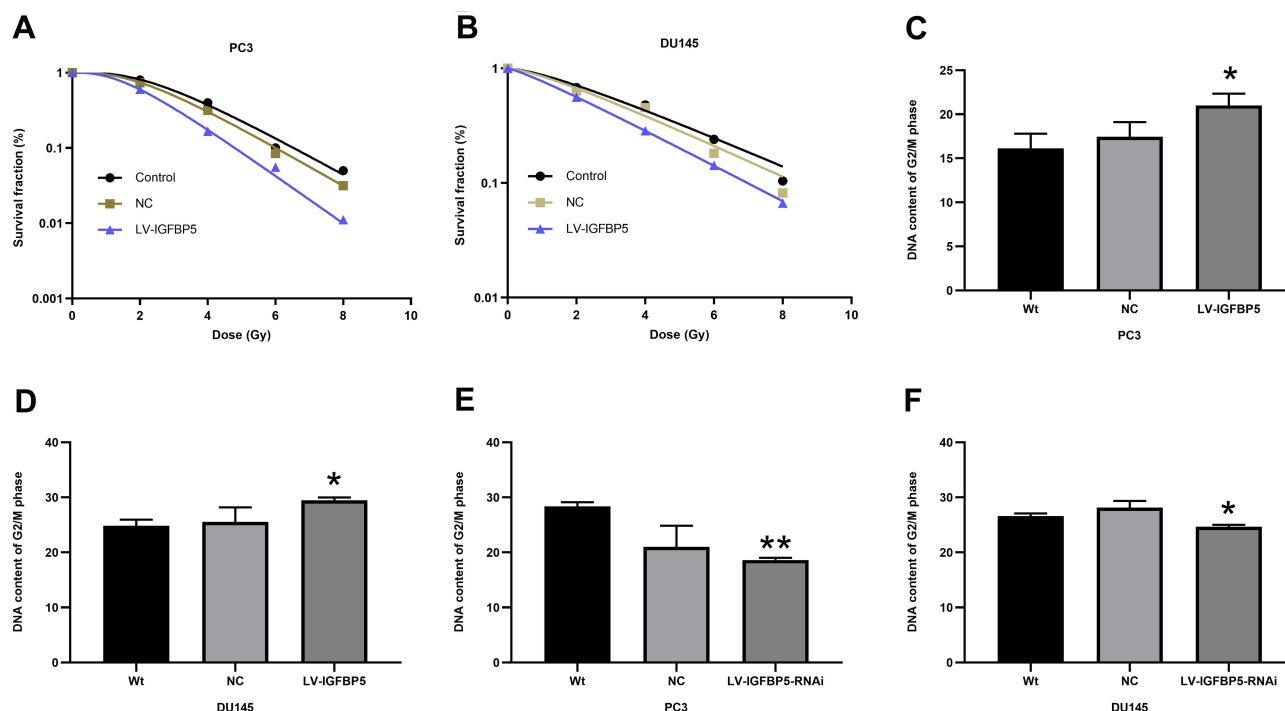 A
PC3
Survival fraction (%)
1
0.1
0.01
0.001
Control
NC
LV-IGFBP5
0 2 4 6 8 10
Dose (Gy)
B
DU145
Survival fraction (%)
1
0.1
0.01
Control
NC
LV-IGFBP5
0 2 4 6 8 10
Dose (Gy)
C
DNA content of G2/M phase
25
20
15
10
5
0
*
Wt NC LV-IGFBP5
PC3
D
DNA content of G2/M phase
40
30
20
10
0
*
Wt NC LV-IGFBP5
DU145
E
DNA content of G2/M phase
40
30
20
10
0
**
Wt NC LV-IGFBP5-RNAi
PC3
F
DNA content of G2/M phase
40
30
20
10
0
*
Wt NC LV-IGFBP5-RNAi
DU145